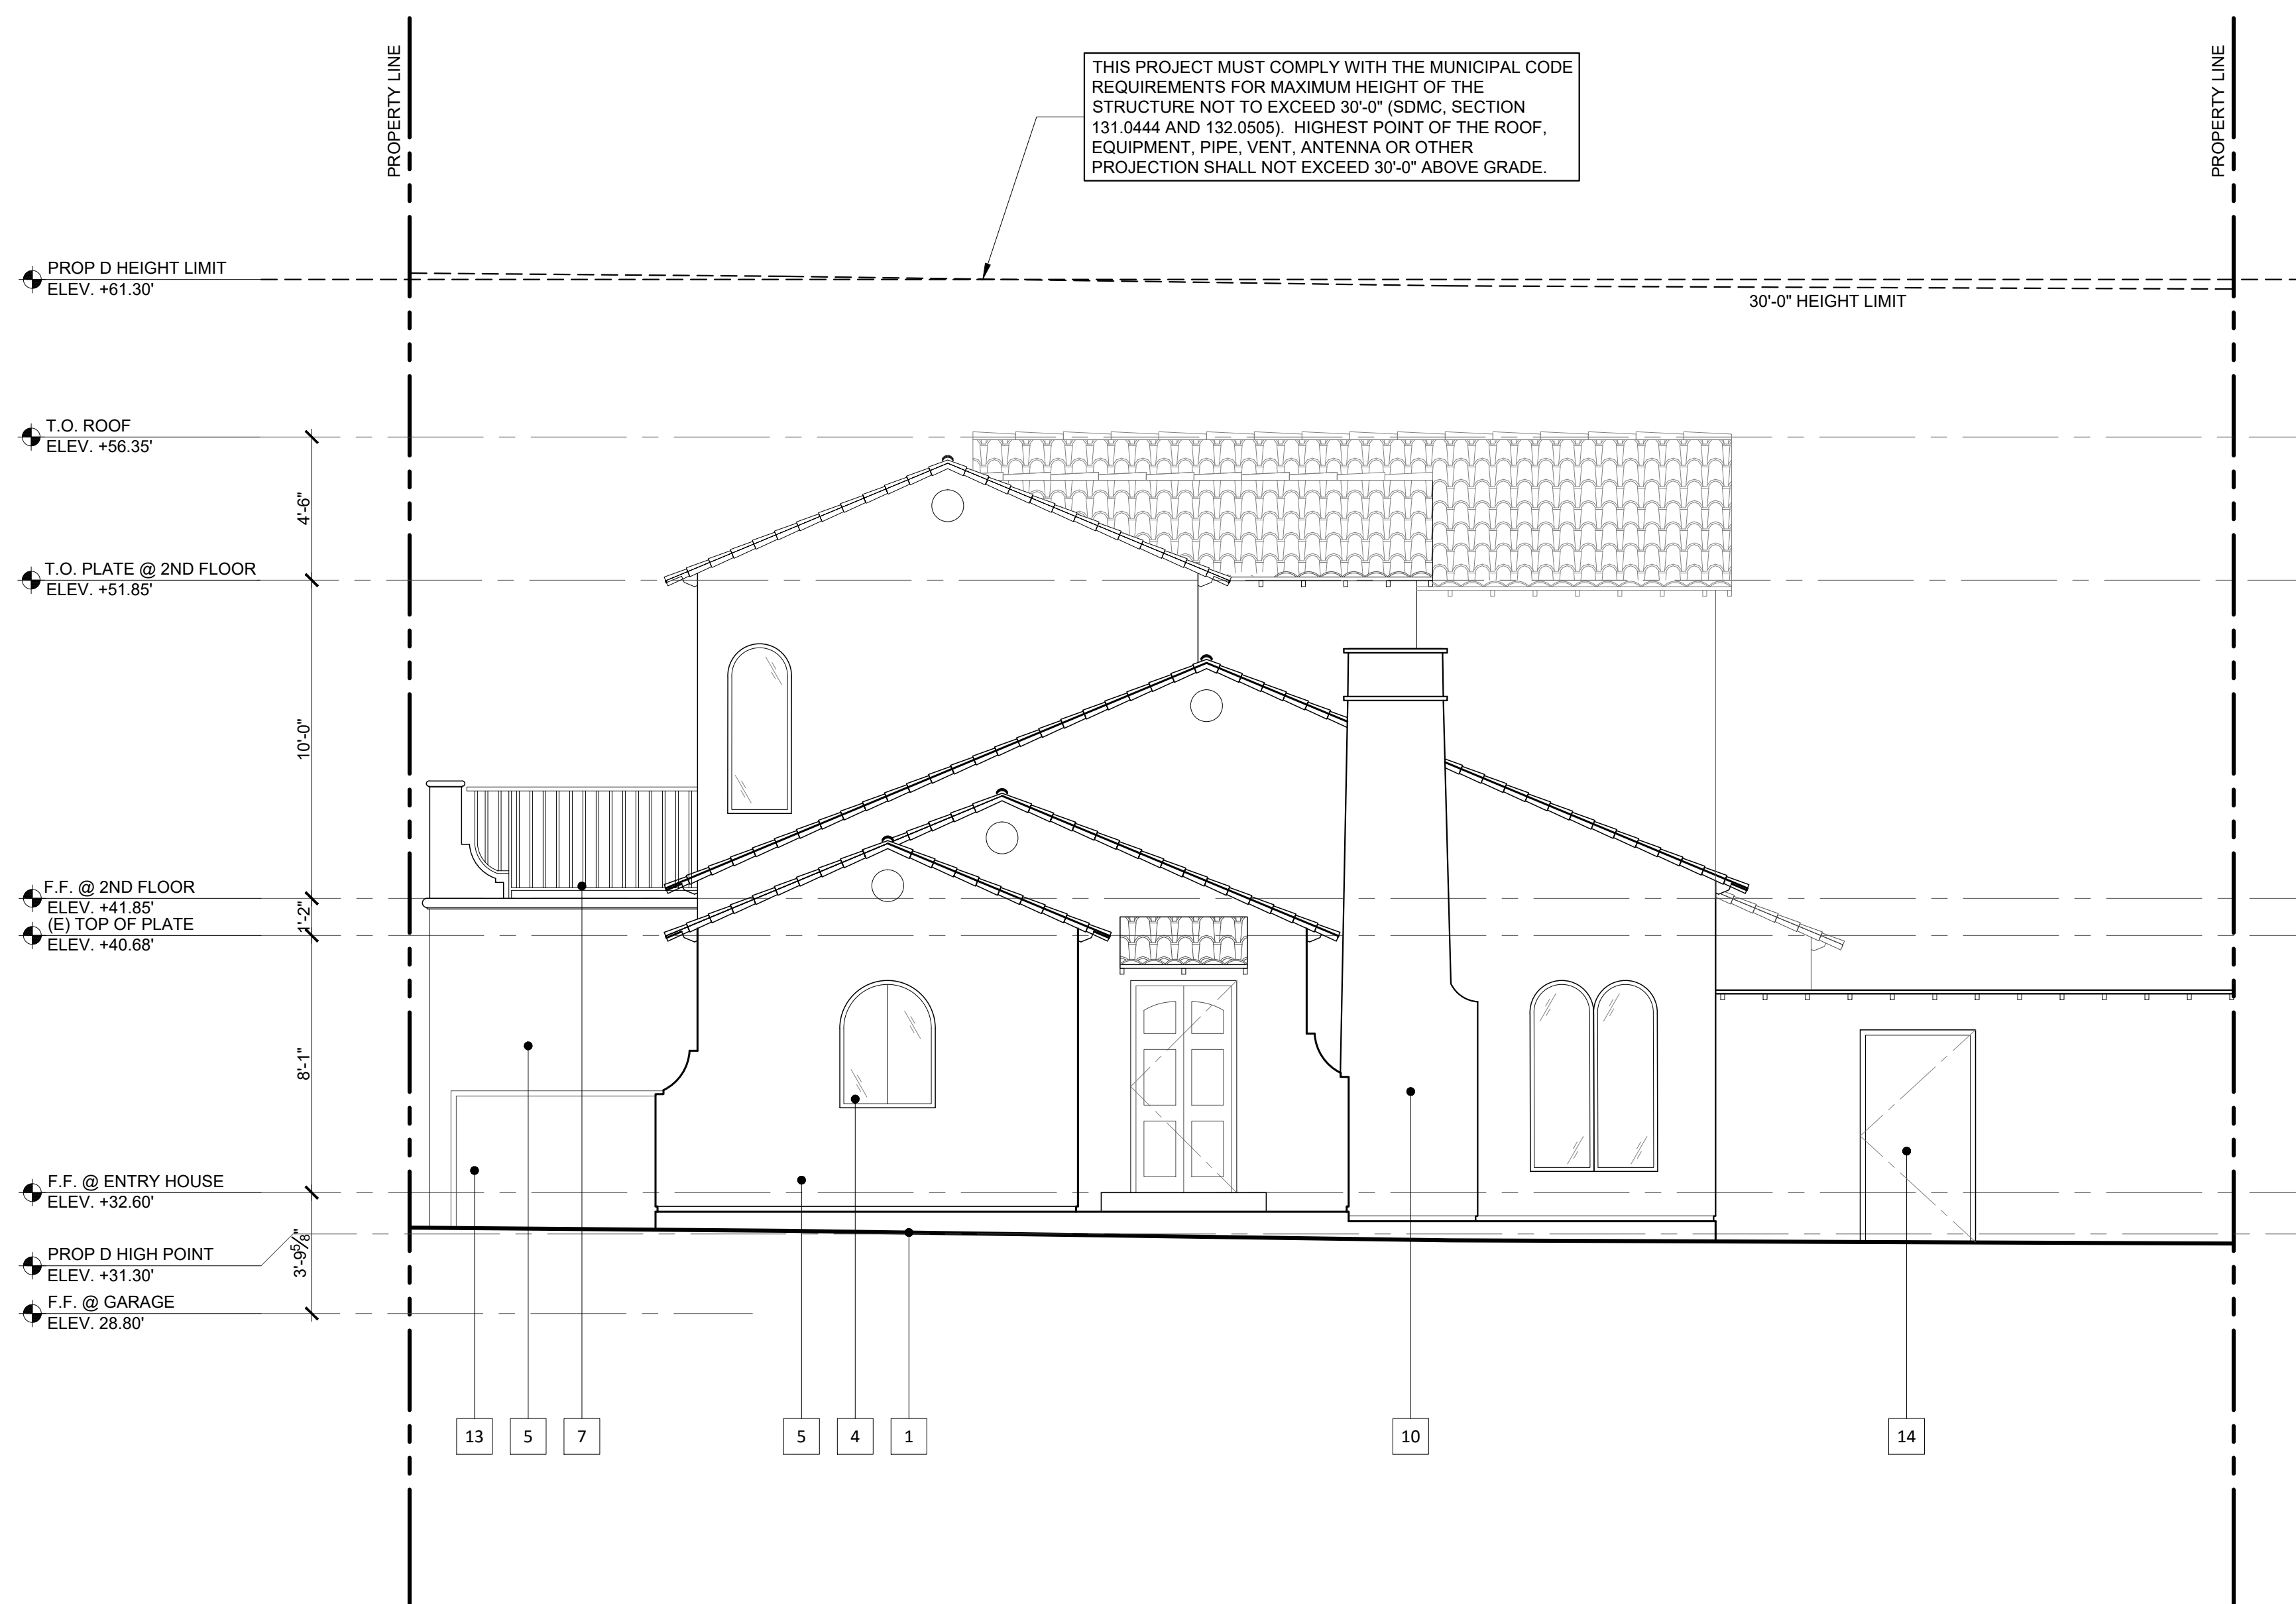 PROPERTY LINE
PROPERTY LINE
THIS PROJECT MUST COMPLY WITH THE MUNICIPAL CODE
REQUIREMENTS FOR MAXIMUM HEIGHT OF THE
STRUCTURE NOT TO EXCEED 30'-0" (SDMC, SECTION
131.0444 AND 132.0505). HIGHEST POINT OF THE ROOF,
EQUIPMENT, PIPE, VENT, ANTENNA OR OTHER
PROJECTION SHALL NOT EXCEED 30'-0" ABOVE GRADE.
PROP D HEIGHT LIMIT
ELEV. +61.30'
30'-0" HEIGHT LIMIT
T.O. ROOF
ELEV. +56.35'
4'-6"
T.O. PLATE @ 2ND FLOOR
ELEV. +51.85'
10'-0"
F.F. @ 2ND FLOOR
ELEV. +41.85'
1'-2"
(E) TOP OF PLATE
ELEV. +40.68'
8'-1"
F.F. @ ENTRY HOUSE
ELEV. +32.60'
3'-9 5/8"
PROP D HIGH POINT
ELEV. +31.30'
F.F. @ GARAGE
ELEV. 28.80'
13 5 7 5 4 1 10 14